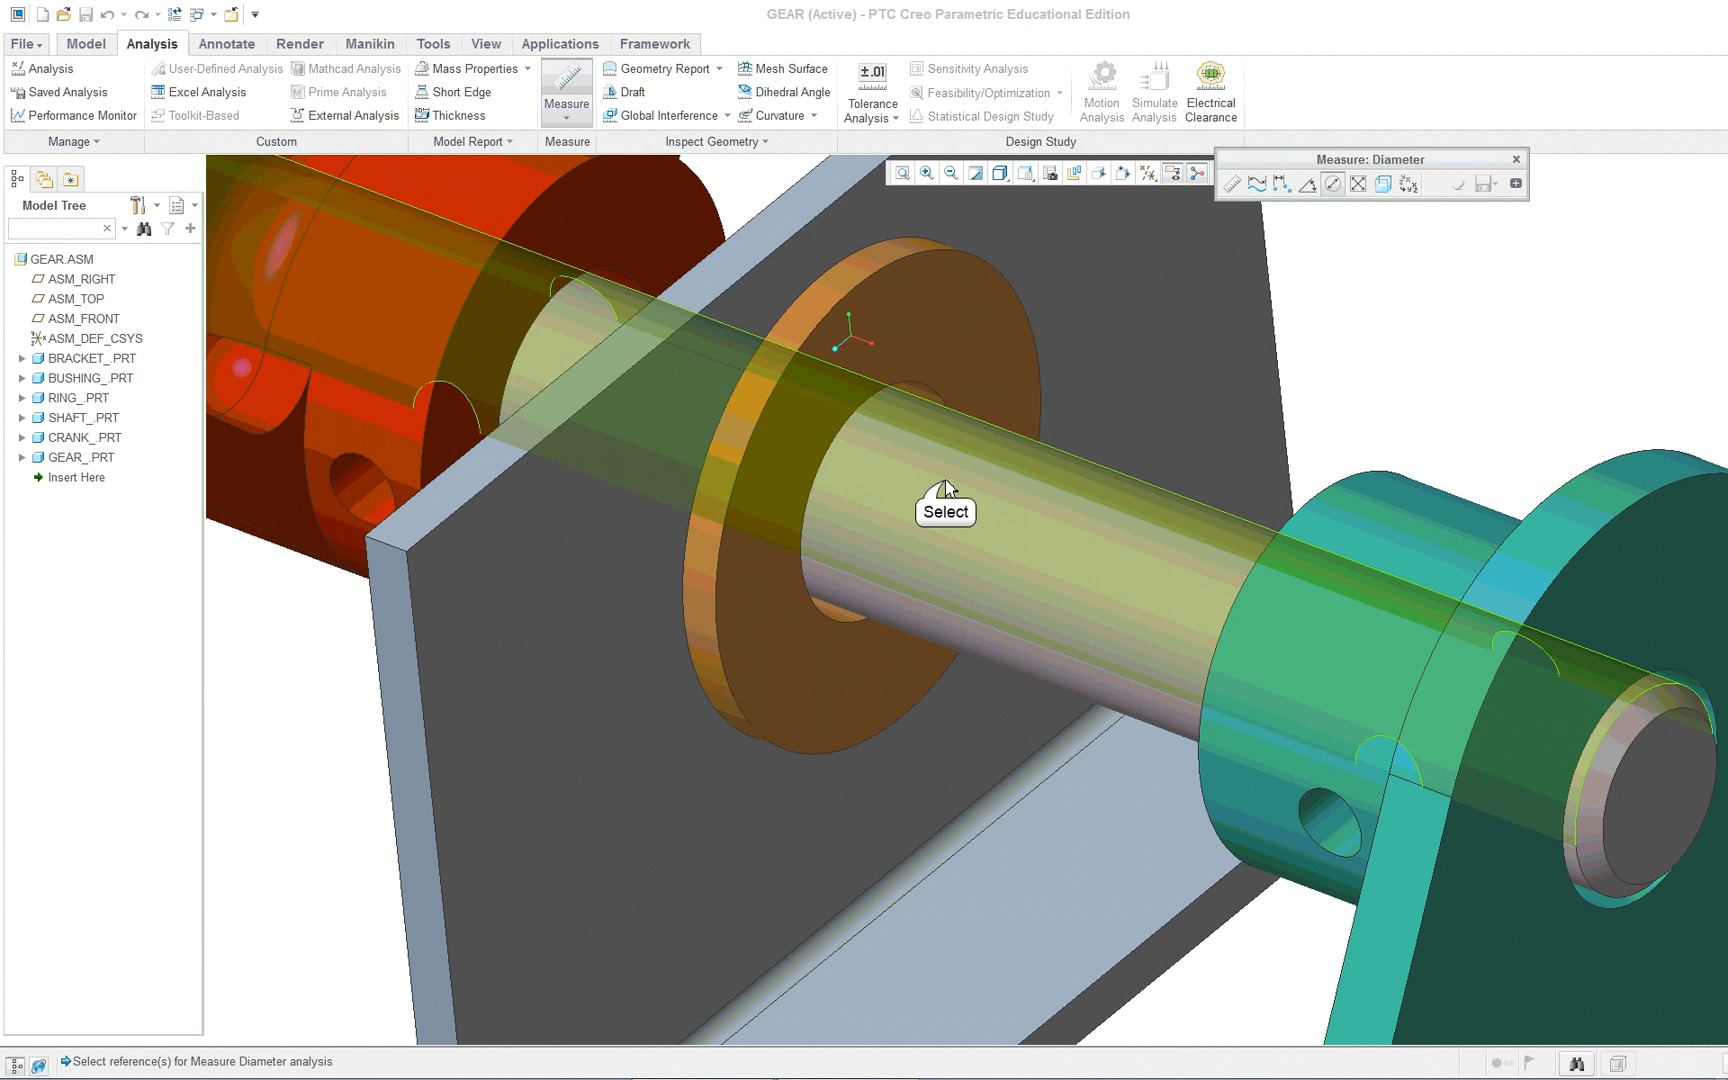 GEAR (Active) - PTC Creo Parametric Educational Edition
File Model Analysis Annotate Render Manikin Tools View Applications Framework
Analysis User-Defined Analysis Mathcad Analysis Mass Properties Geometry Report Mesh Surface Sensitivity Analysis
Saved Analysis Excel Analysis Prime Analysis Short Edge Draft Dihedral Angle Feasibility/Optimization
Performance Monitor Toolkit-Based External Analysis Thickness Global Interference Curvature Statistical Design Study
Measure
±.01
Tolerance
Analysis
Motion
Analysis
Simulate
Analysis
Electrical
Clearance
Manage Custom Model Report Measure Inspect Geometry Design Study
Measure: Diameter
Model Tree
GEAR.ASM
ASM_RIGHT
ASM_TOP
ASM_FRONT
ASM_DEF_CSYS
BRACKET_.PRT
BUSHING_.PRT
RING_.PRT
SHAFT_.PRT
CRANK_.PRT
GEAR_.PRT
Insert Here
Select
Select reference(s) for Measure Diameter analysis